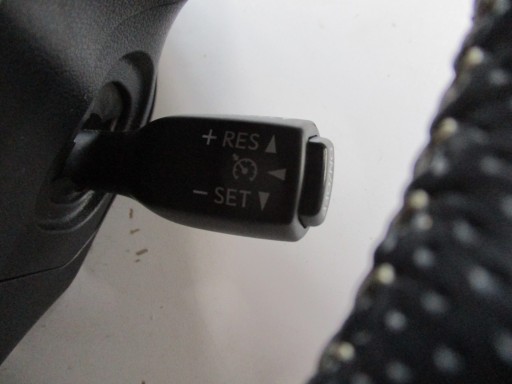 + RES ▲
◀
− SET ▼